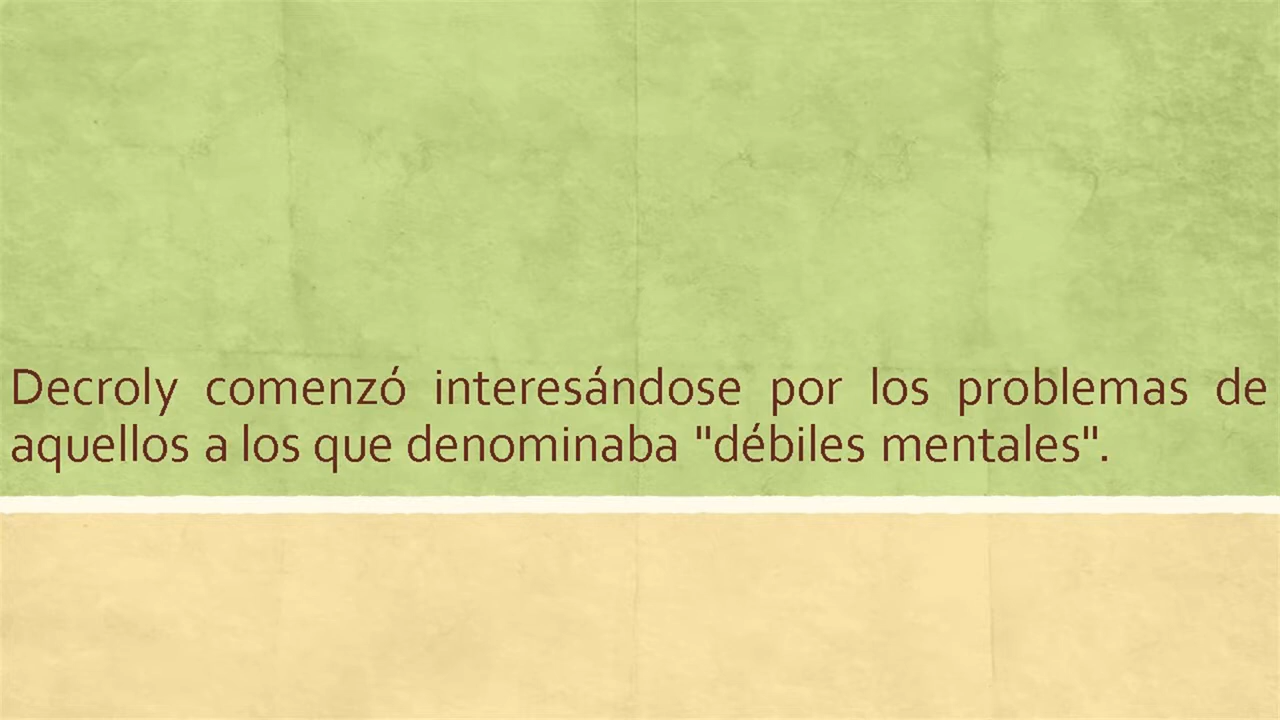 Decroly comenzó interesándose por los problemas de
aquellos a los que denominaba "débiles mentales".